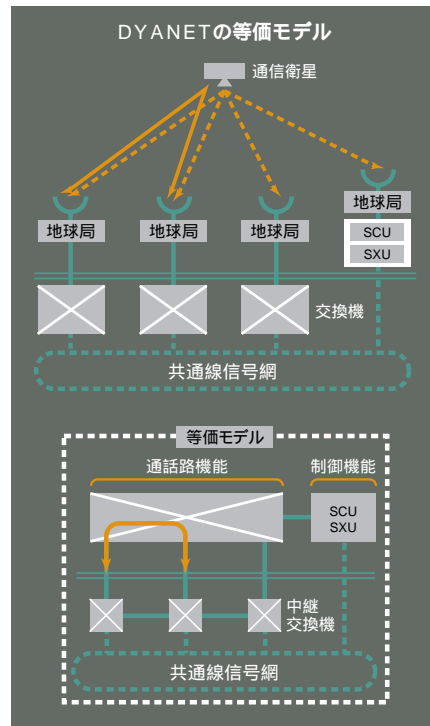 DYANETの等価モデル
通信衛星
地球局
地球局
地球局
地球局
SCU
SXU
交換機
共通線信号網
等価モデル
通話路機能
制御機能
SCU
SXU
中継
交換機
共通線信号網